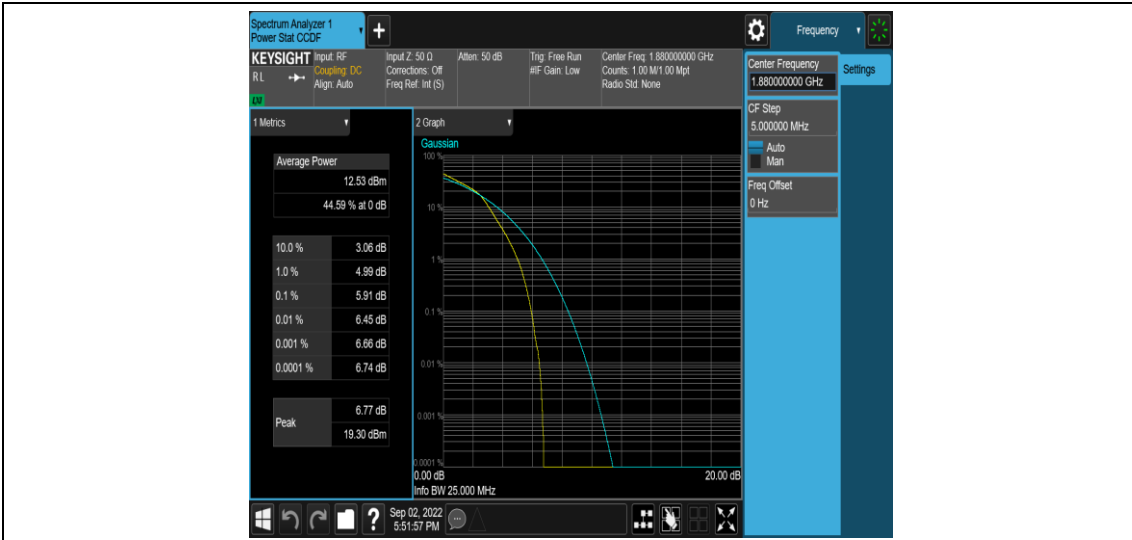 Spectrum Analyzer 1
Power Stat CCDF
+
Frequency
KEYSIGHT
RL
LXI
Input: RF
Coupling: DC
Align: Auto
Input Z: 50 Ω
Corrections: Off
Freq Ref: Int (S)
Atten: 50 dB
Trig: Free Run
#IF Gain: Low
Center Freq: 1.880000000 GHz
Counts: 1.00 M/1.00 Mpt
Radio Std: None
Center Frequency
1.880000000 GHz
Settings
CF Step
5.000000 MHz
Auto
Man
Freq Offset
0 Hz
1 Metrics
Average Power
12.53 dBm
44.59 % at 0 dB
10.0 % 3.06 dB
1.0 % 4.99 dB
0.1 % 5.91 dB
0.01 % 6.45 dB
0.001 % 6.66 dB
0.0001 % 6.74 dB
Peak
6.77 dB
19.30 dBm
2 Graph
Gaussian
100 %
10 %
1 %
0.1 %
0.01 %
0.001 %
0.0001 %
0.00 dB 20.00 dB
Info BW 25.000 MHz
?
Sep 02, 2022
5:51:57 PM